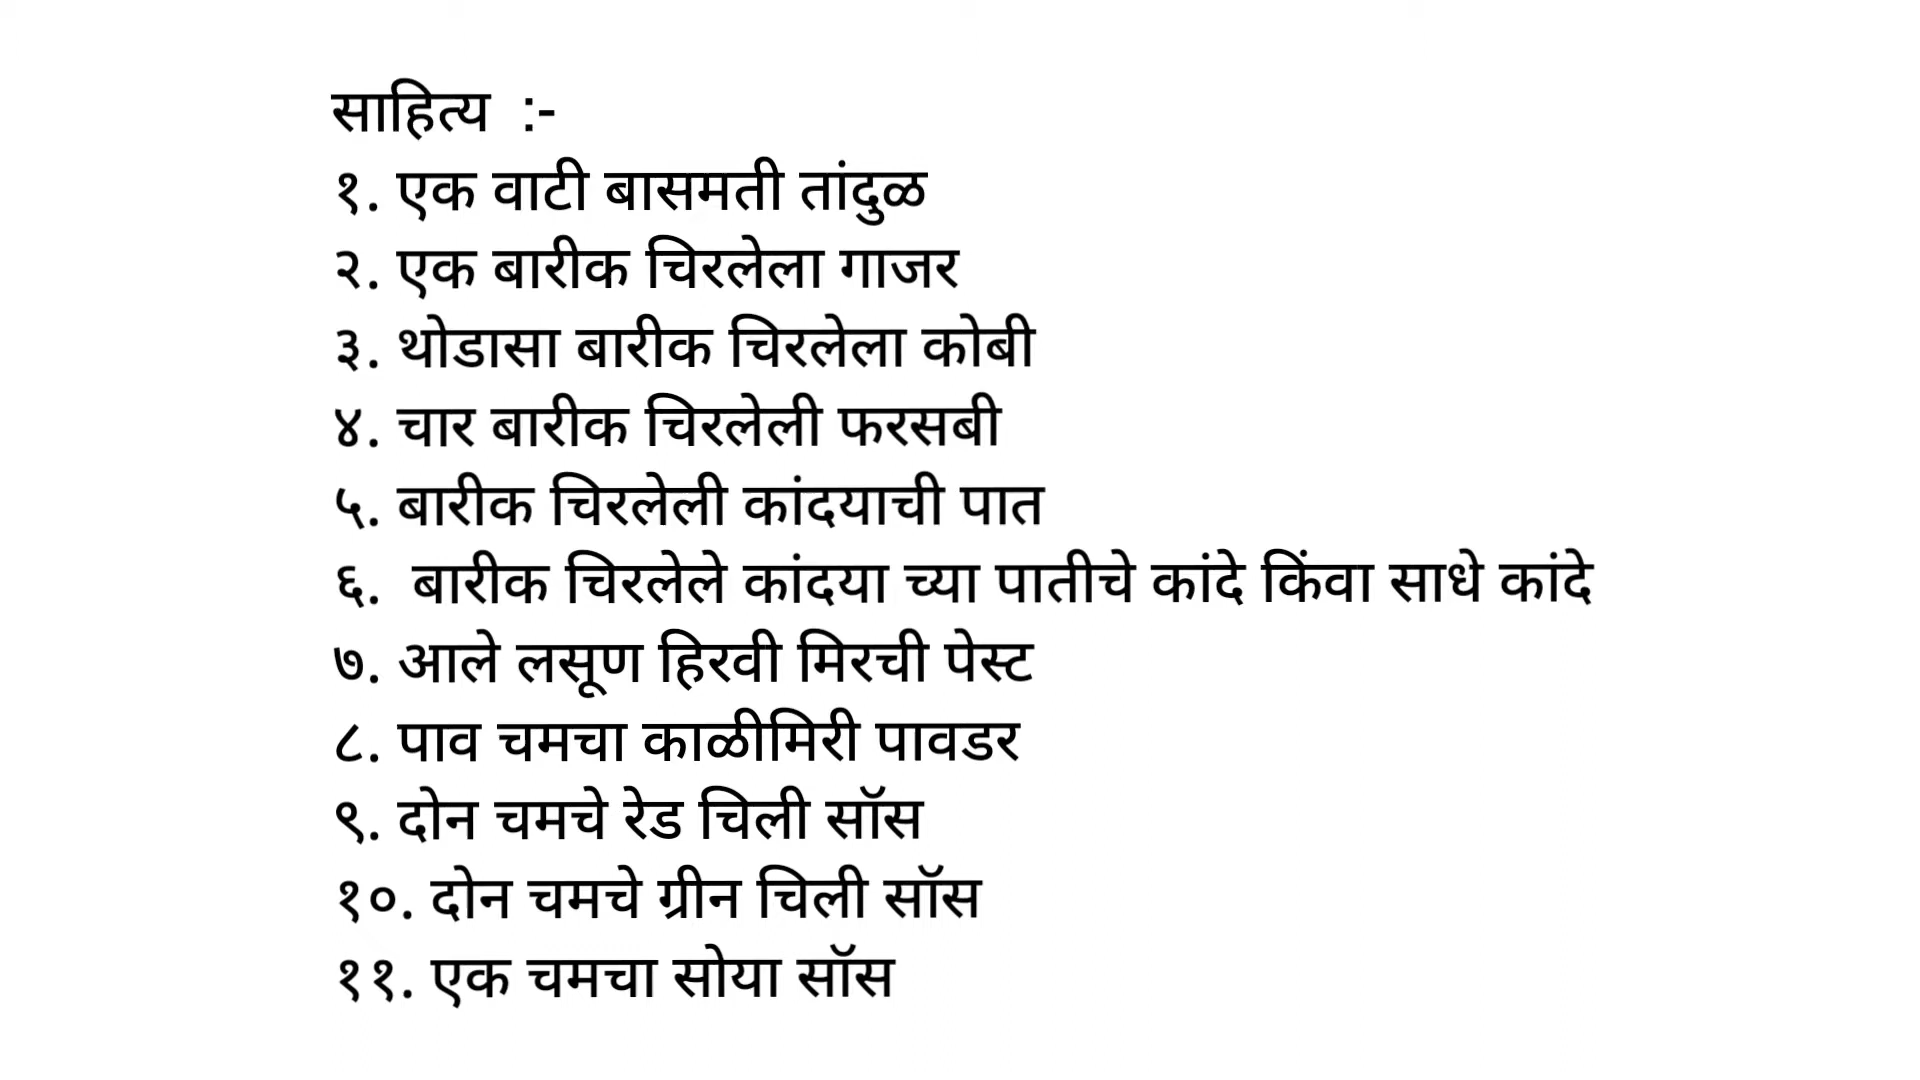 साहित्य  :-
१. एक वाटी बासमती तांदुळ
२. एक बारीक चिरलेला गाजर
३. थोडासा बारीक चिरलेला कोबी
४. चार बारीक चिरलेली फरसबी
५. बारीक चिरलेली कांदयाची पात
६.  बारीक चिरलेले कांदया च्या पातीचे कांदे किंवा साधे कांदे
७. आले लसूण हिरवी मिरची पेस्ट
८. पाव चमचा काळीमिरी पावडर
९. दोन चमचे रेड चिली सॉस
१०. दोन चमचे ग्रीन चिली सॉस
११. एक चमचा सोया सॉस